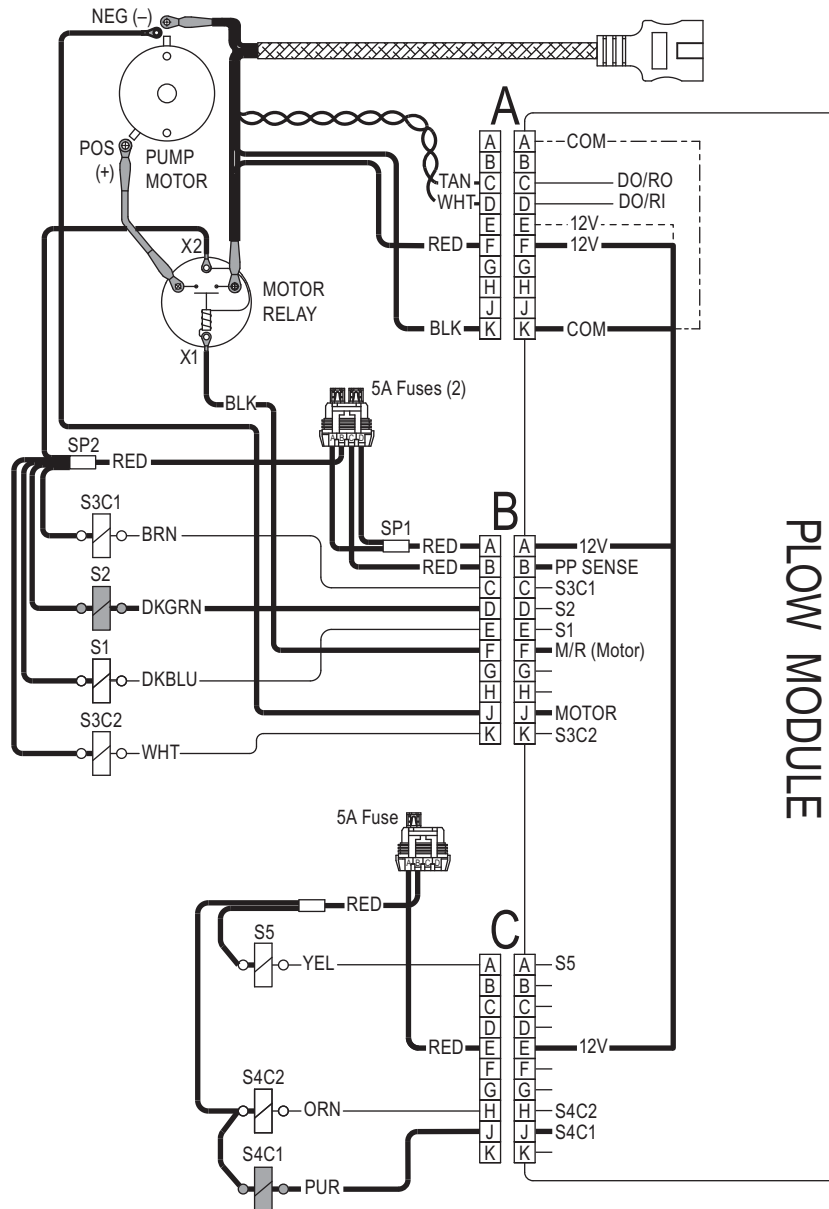 NEG (–)
POS
(+)
PUMP
MOTOR
X2
MOTOR
RELAY
X1
BLK
TAN
WHT
RED
BLK
A
A A COM
B B
C C DO/RO
D D DO/RI
E E 12V
F F 12V
G G
H H
J J
K K COM
5A Fuses (2)
A B C D
SP2
RED
S3C1
BRN
S2
DKGRN
S1
DKBLU
S3C2
WHT
SP1
RED
RED
B
A A 12V
B B PP SENSE
C C S3C1
D D S2
E E S1
F F M/R (Motor)
G G
H H
J J MOTOR
K K S3C2
PLOW MODULE
5A Fuse
A B C D
RED
S5
YEL
RED
S4C2
ORN
S4C1
PUR
C
A A S5
B B
C C
D D
E E 12V
F F
G G
H H S4C2
J J S4C1
K K